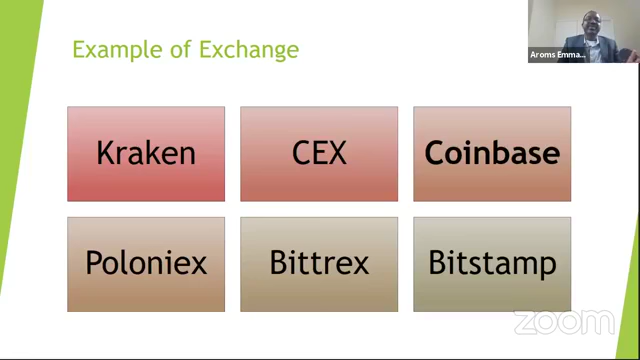 Example of Exchange
Aroms Emma...
Kraken
CEX
Coinbase
Poloniex
Bittrex
Bitstamp
zoom